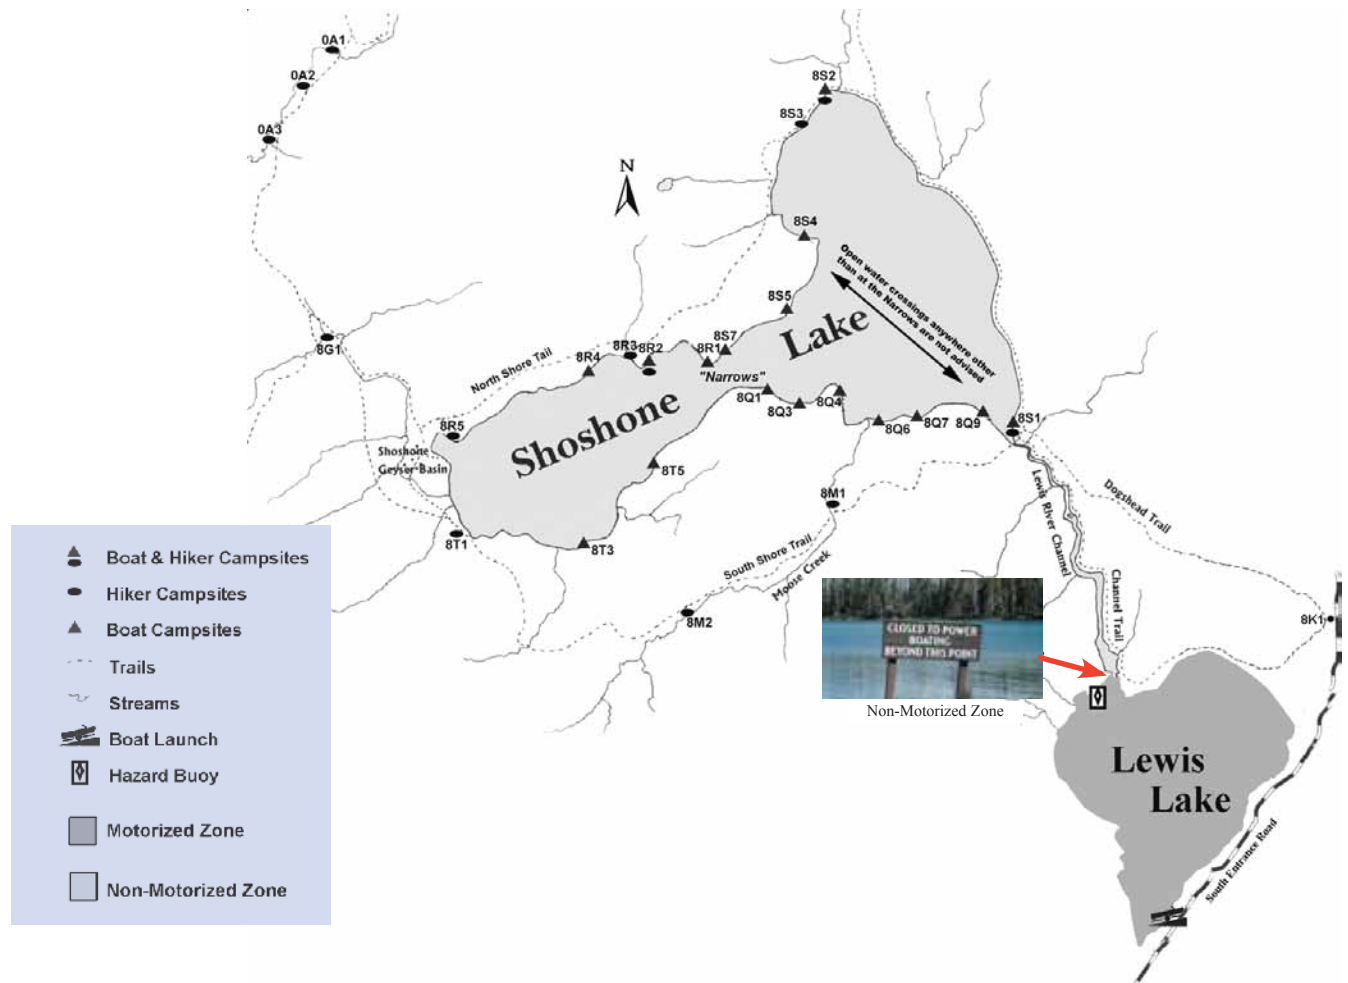 0A1
0A2
0A3
8S2
8S3
N
8S4
Open water crossings anywhere other
than at the Narrows are not advised
8S5
Lake
8S7
8R1
8R3
8R2
8R4
"Narrows"
8G1
North Shore Tail
Shoshone
8Q1
8Q3
8Q4
8Q6
8Q7
8Q9
8S1
8R5
Shoshone
Geyser Basin
8T5
8M1
8T1
8T3
Lewis River Channel
Dogshead Trail
South Shore Trail
Moose Creek
Channel Trail
8M2
8K1
CLOSED TO POWER
BOATING
BEYOND THIS POINT
Non-Motorized Zone
Lewis
Lake
South Entrance Road
Boat & Hiker Campsites
Hiker Campsites
Boat Campsites
Trails
Streams
Boat Launch
Hazard Buoy
Motorized Zone
Non-Motorized Zone